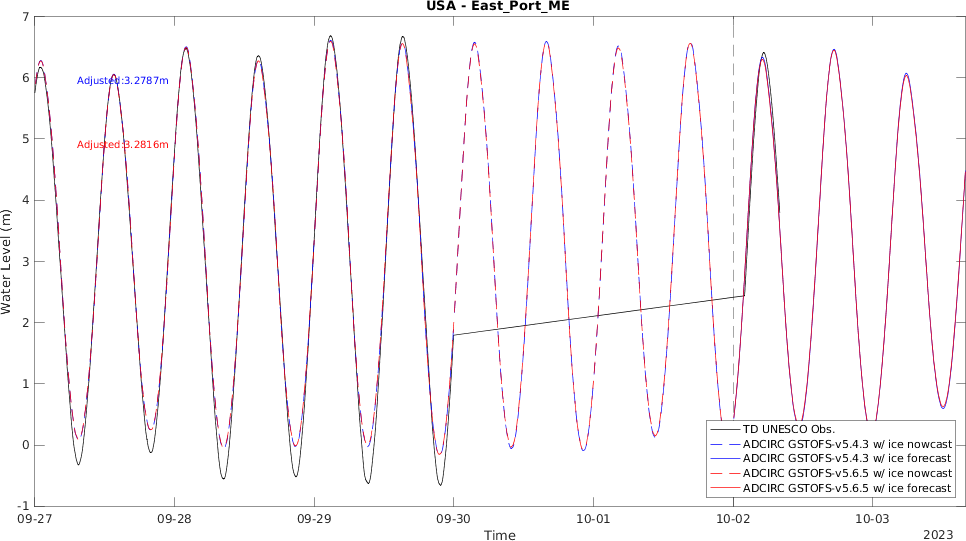 USA - East_Port_ME
7
6
5
4
3
2
1
0
-1
Water Level (m)
Adjusted:3.2787m
Adjusted:3.2816m
TD UNESCO Obs.
ADCIRC GSTOFS-v5.4.3 w/ ice nowcast
ADCIRC GSTOFS-v5.4.3 w/ ice forecast
ADCIRC GSTOFS-v5.6.5 w/ ice nowcast
ADCIRC GSTOFS-v5.6.5 w/ ice forecast
09-27 09-28 09-29 09-30 10-01 10-02 10-03
Time
2023